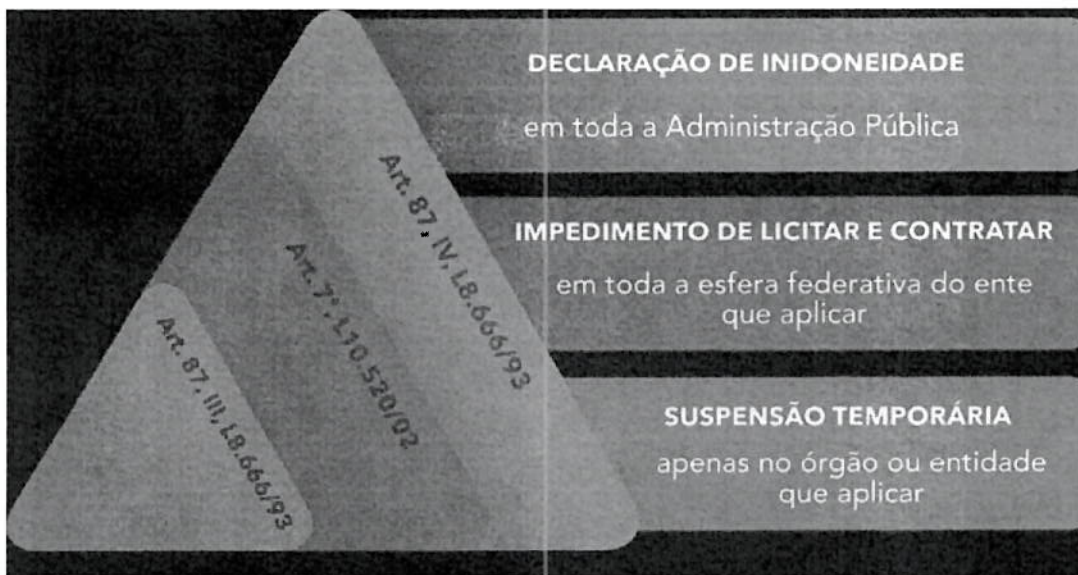 DECLARAÇÃO DE INIDONEIDADE
em toda a Administração Pública
IMPEDIMENTO DE LICITAR E CONTRATAR
em toda a esfera federativa do ente
que aplicar
SUSPENSÃO TEMPORÁRIA
apenas no órgão ou entidade
que aplicar
Art. 87, IV, L8.666/93
Art. 7°, L10.520/02
Art. 87, III, L8.666/93